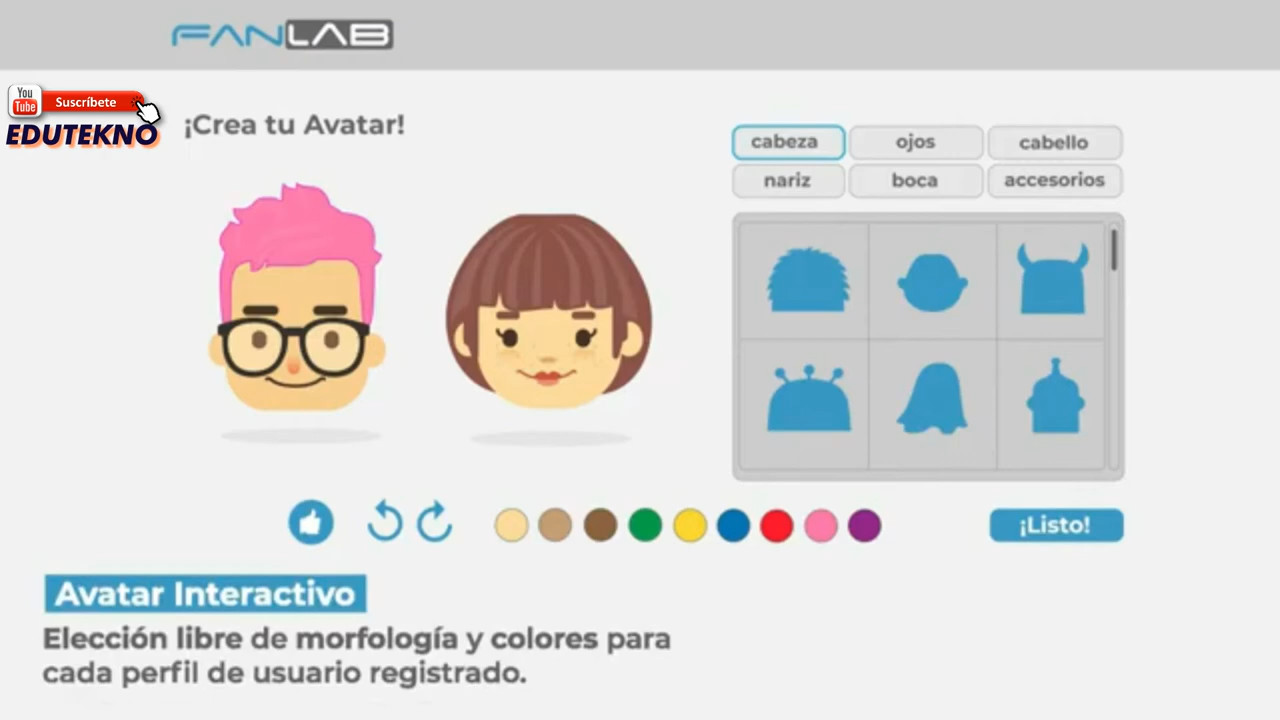 FANLAB
You
Tube
Suscríbete
EDUTEKNO
¡Crea tu Avatar!
cabeza
ojos
cabello
nariz
boca
accesorios
¡Listo!
Avatar Interactivo
Elección libre de morfología y colores para
cada perfil de usuario registrado.